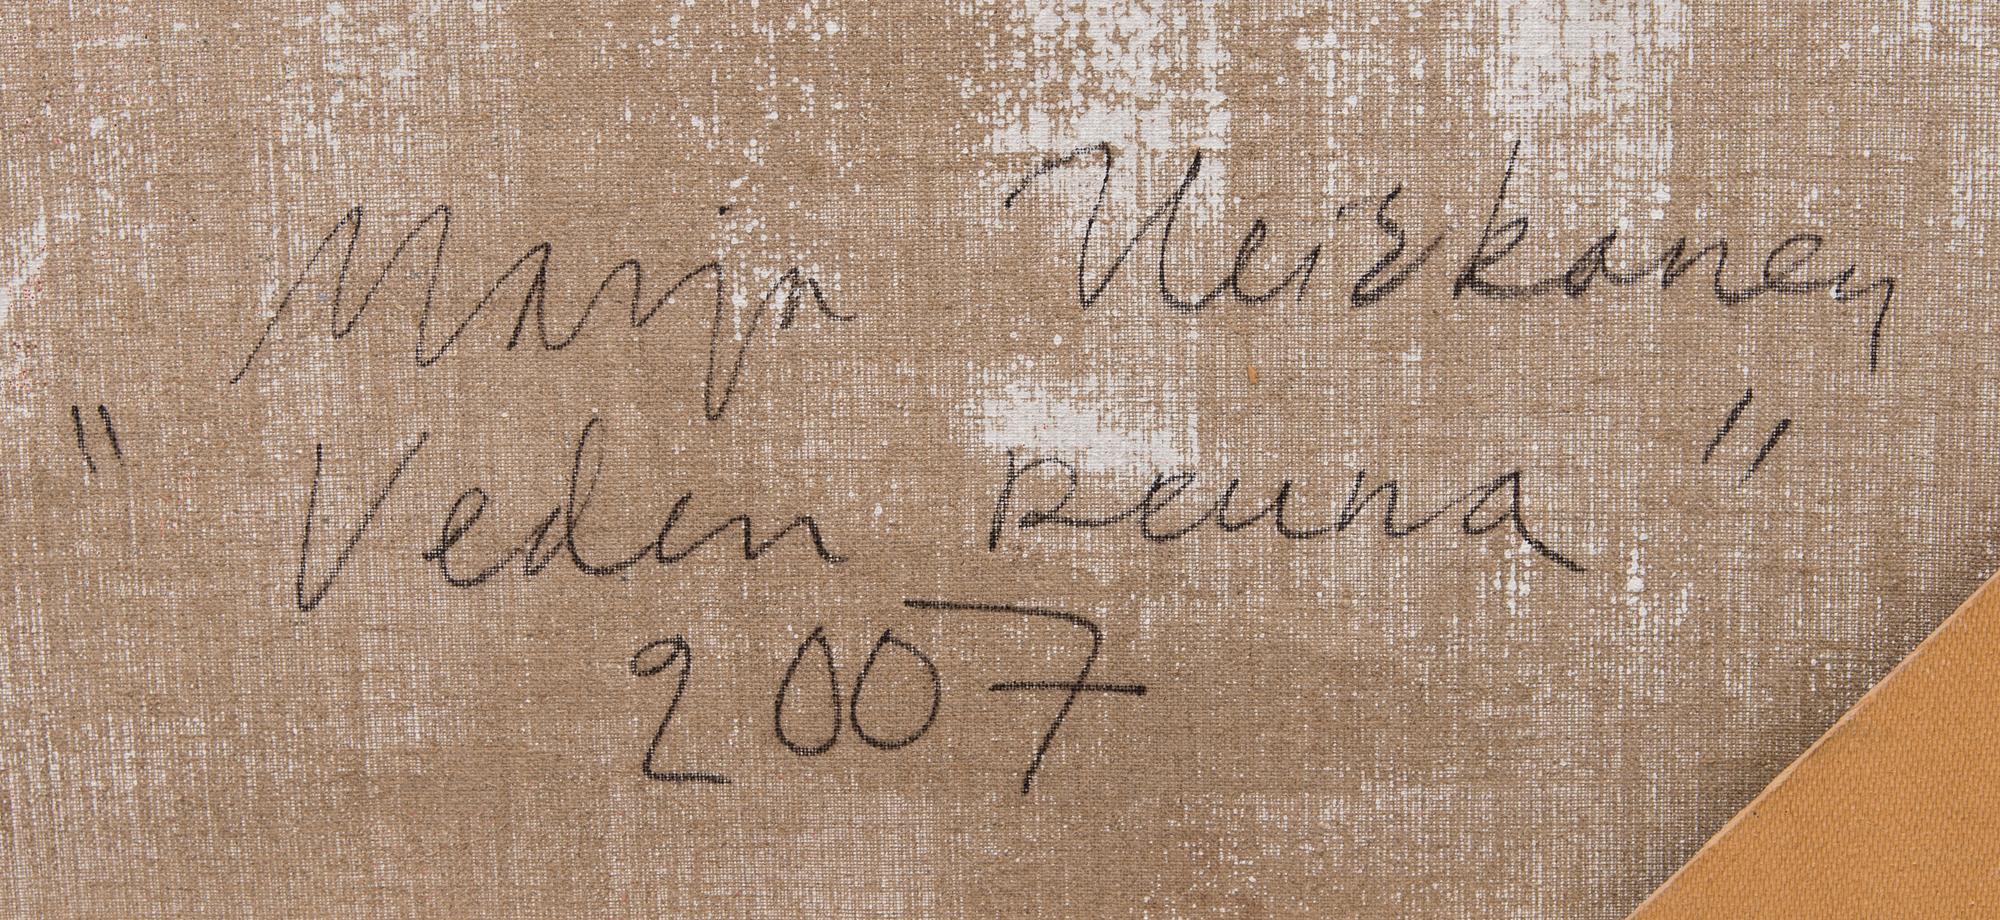 Marja Heiskanen
"Veden Reuna"
2007